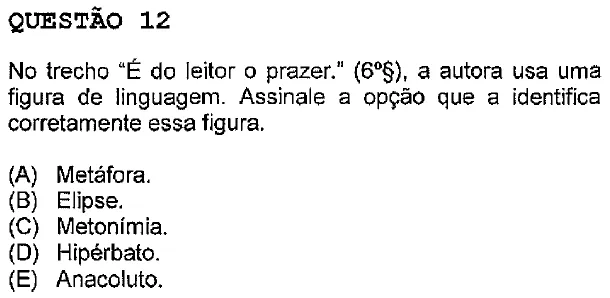 QUESTÃO 12
No trecho “É do leitor o prazer.” (6º§), a autora usa uma
figura de linguagem. Assinale a opção que a identifica
corretamente essa figura.
(A) Metáfora.
(B) Elipse.
(C) Metonímia.
(D) Hipérbato.
(E) Anacoluto.